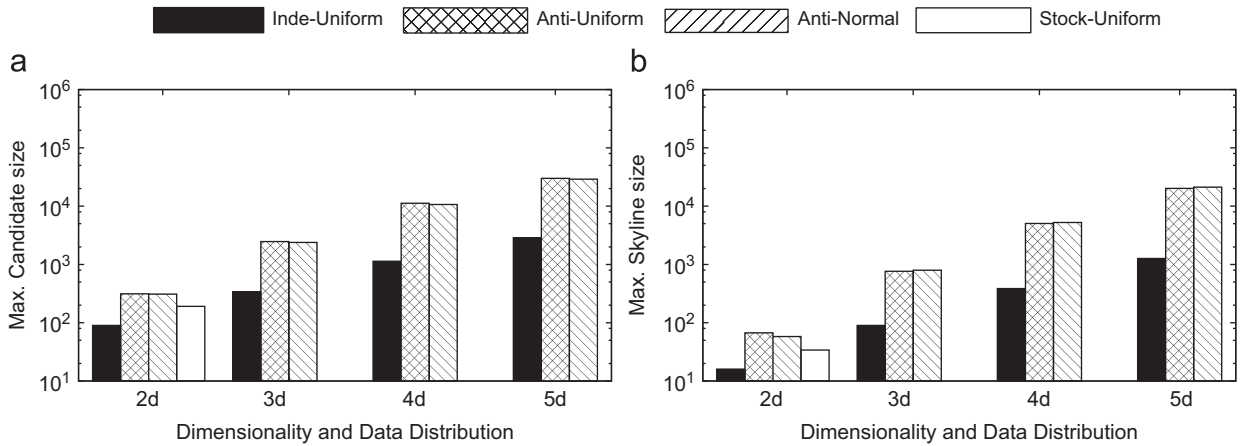 Inde-Uniform Anti-Uniform Anti-Normal Stock-Uniform
a
Max. Candidate size
10^6
10^5
10^4
10^3
10^2
10^1
2d 3d 4d 5d
Dimensionality and Data Distribution
b
Max. Skyline size
10^6
10^5
10^4
10^3
10^2
10^1
2d 3d 4d 5d
Dimensionality and Data Distribution